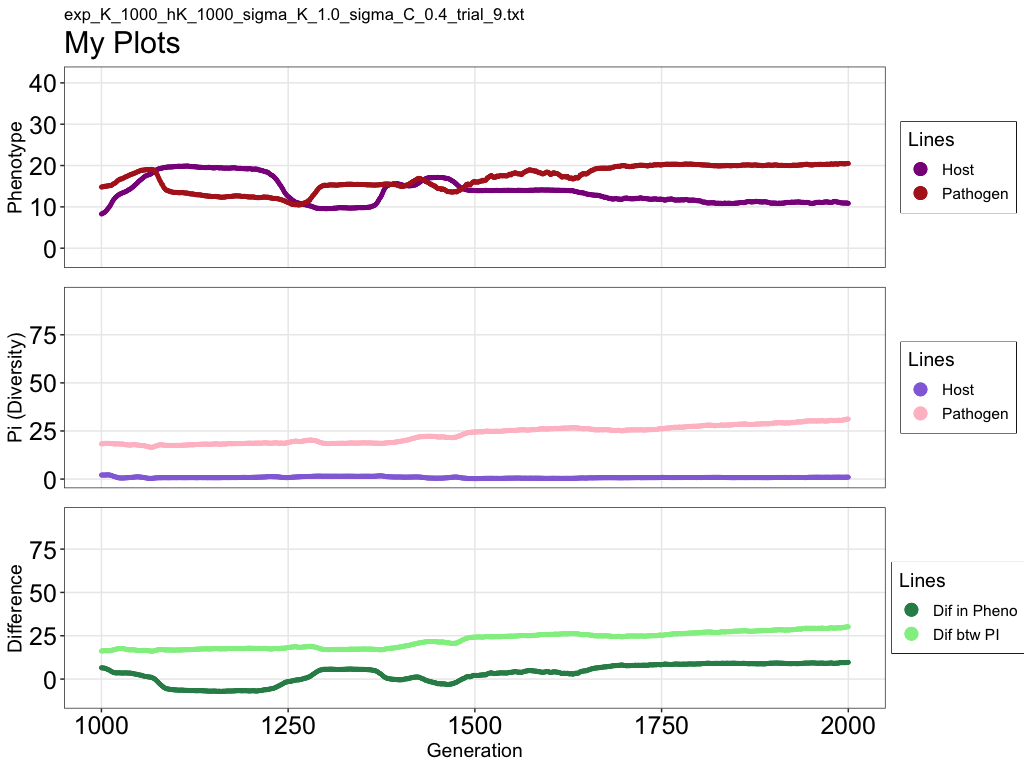 exp_K_1000_hK_1000_sigma_K_1.0_sigma_C_0.4_trial_9.txt
My Plots
Phenotype
40
30
20
10
0
Lines
Host
Pathogen
Pi (Diversity)
75
50
25
0
Lines
Host
Pathogen
Difference
75
50
25
0
Lines
Dif in Pheno
Dif btw PI
1000 1250 1500 1750 2000
Generation